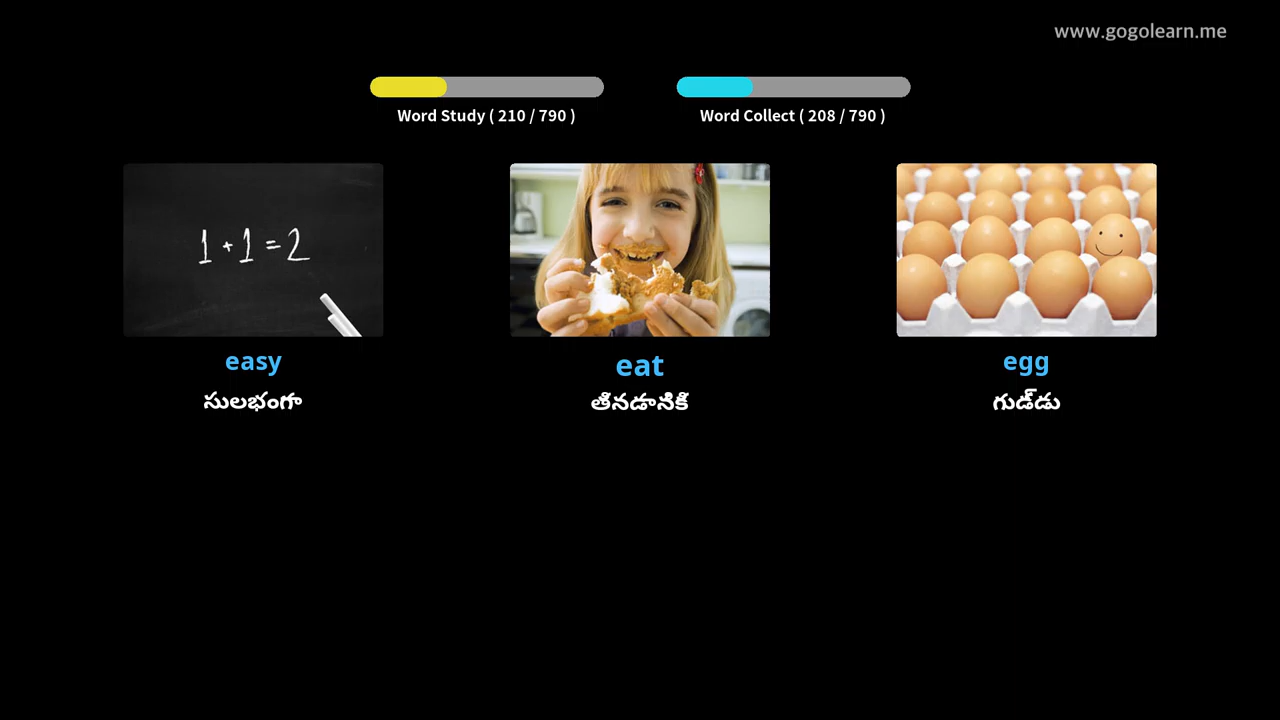 www.gogolearn.me
Word Study ( 210 / 790 )
Word Collect ( 208 / 790 )
1 + 1 = 2
easy
సులభంగా
eat
తినడానికి
egg
గుడ్డు